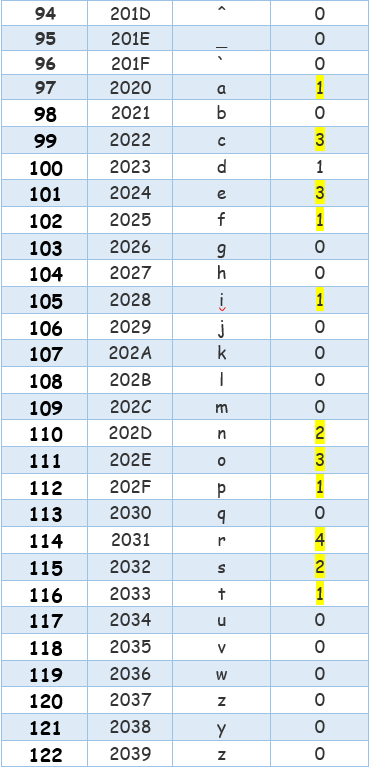 94 201D ^ 0
95 201E _ 0
96 201F ` 0
97 2020 a 1
98 2021 b 0
99 2022 c 3
100 2023 d 1
101 2024 e 3
102 2025 f 1
103 2026 g 0
104 2027 h 0
105 2028 i 1
106 2029 j 0
107 202A k 0
108 202B l 0
109 202C m 0
110 202D n 2
111 202E o 3
112 202F p 1
113 2030 q 0
114 2031 r 4
115 2032 s 2
116 2033 t 1
117 2034 u 0
118 2035 v 0
119 2036 w 0
120 2037 z 0
121 2038 y 0
122 2039 z 0